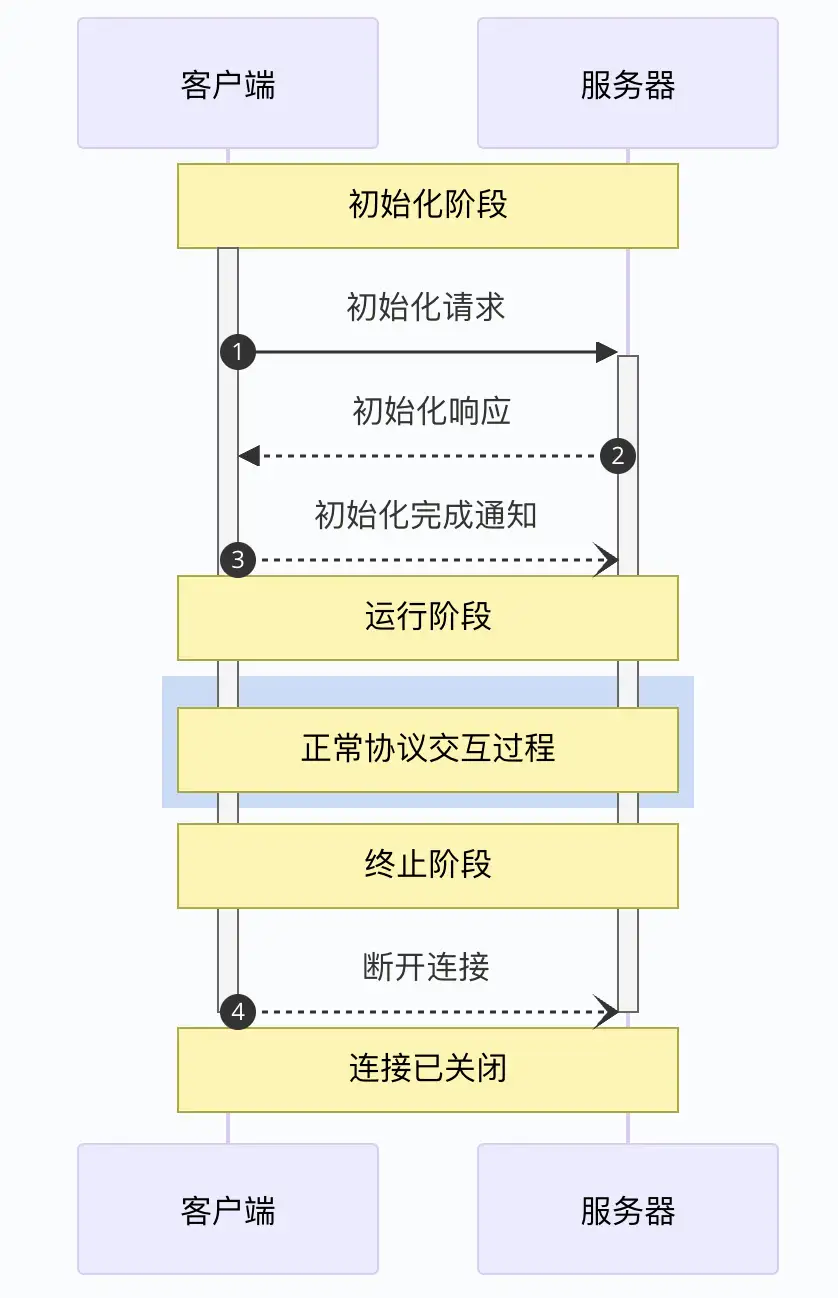 客户端
服务器
初始化阶段
初始化请求
1
初始化响应
2
初始化完成通知
3
运行阶段
正常协议交互过程
终止阶段
断开连接
4
连接已关闭
客户端
服务器